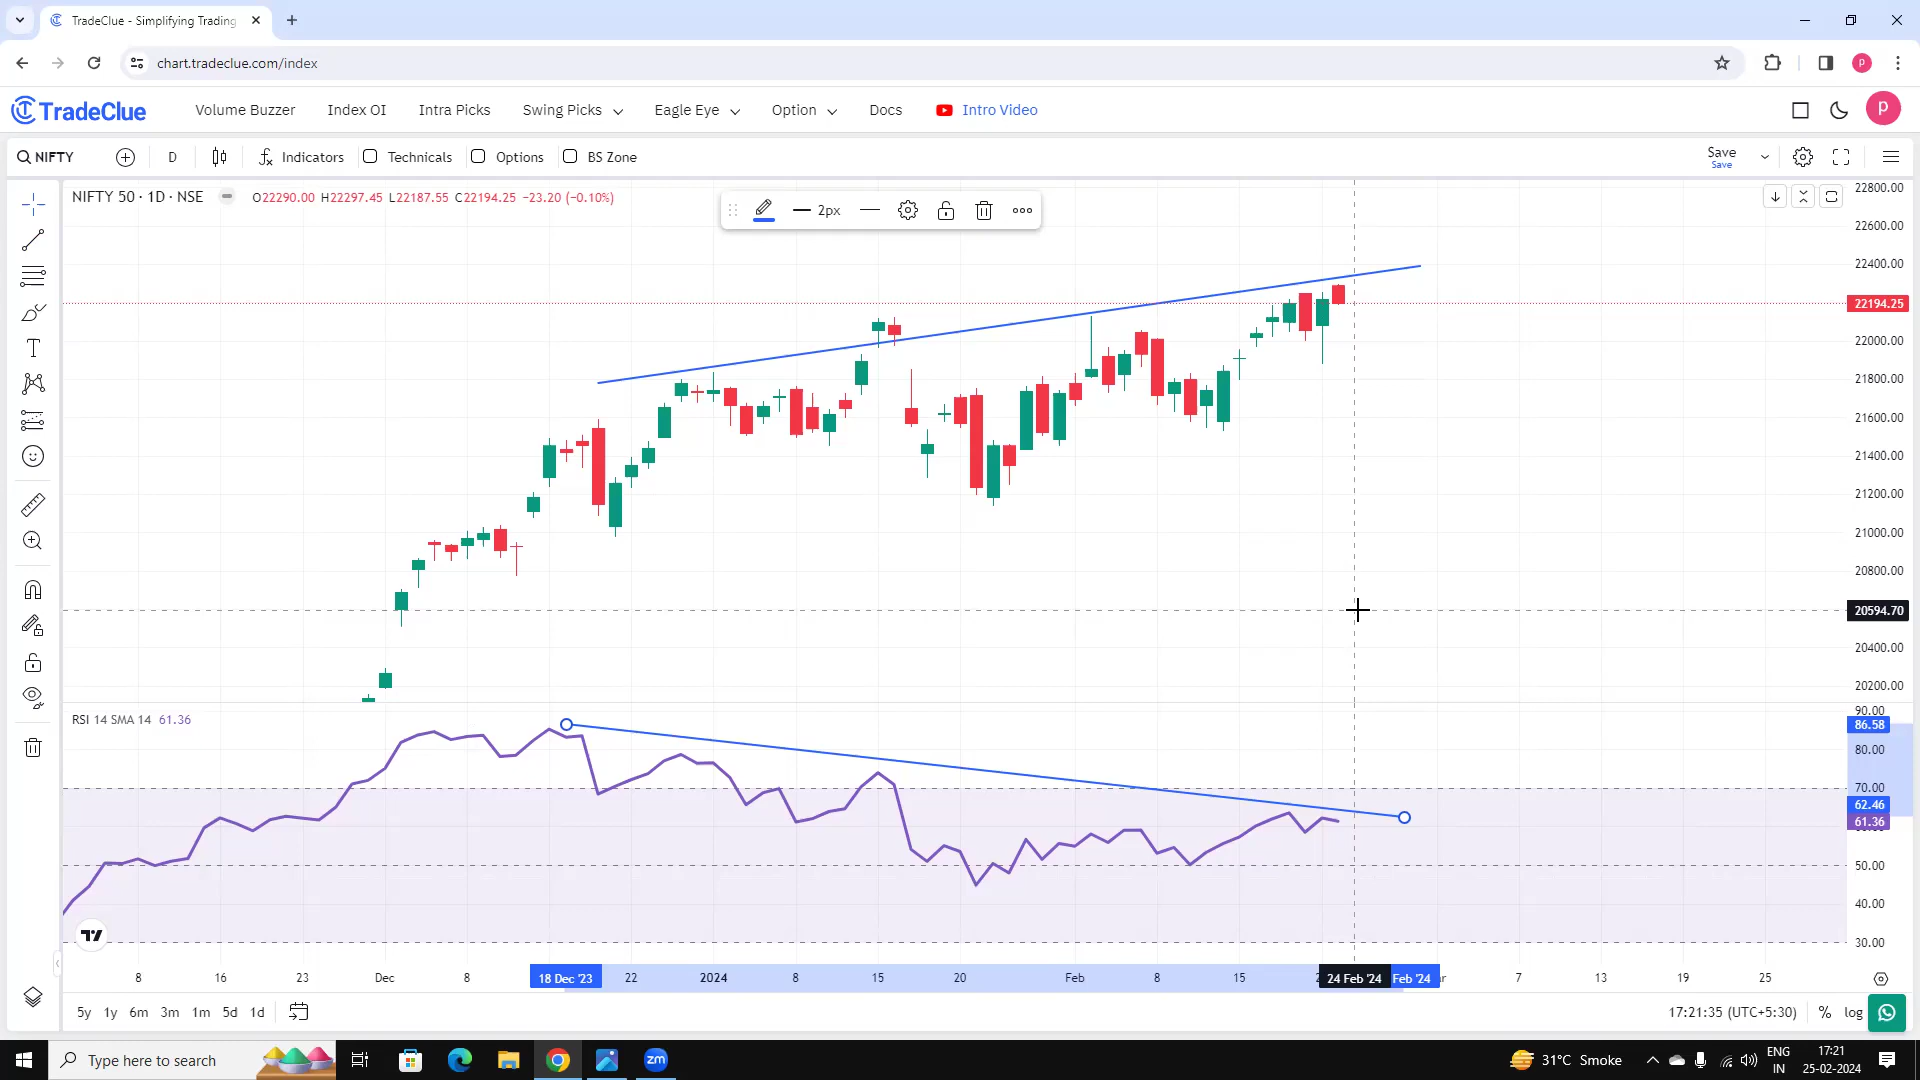 TradeClue - Simplifying Trading
chart.tradeclue.com/index
P
TradeClue
Volume Buzzer
Index OI
Intra Picks
Swing Picks
Eagle Eye
Option
Docs
Intro Video
P
NIFTY
D
Indicators
Technicals
Options
BS Zone
Save
Save
NIFTY 50 · 1D · NSE
O22290.00 H22297.45 L22187.55 C22194.25 −23.20 (−0.10%)
2px
22800.00
22600.00
22400.00
22194.25
22000.00
21800.00
21600.00
21400.00
21200.00
21000.00
20800.00
20594.70
20400.00
20200.00
RSI 14 SMA 14 61.36
90.00
86.58
80.00
70.00
62.46
61.36
50.00
40.00
30.00
8
16
23
Dec
8
18 Dec '23
22
2024
8
15
20
Feb
8
15
24 Feb '24
Feb '24
7
13
19
25
5y
1y
6m
3m
1m
5d
1d
17:21:35 (UTC+5:30)
%
log
Type here to search
zm
31°C Smoke
ENG
IN
17:21
25-02-2024